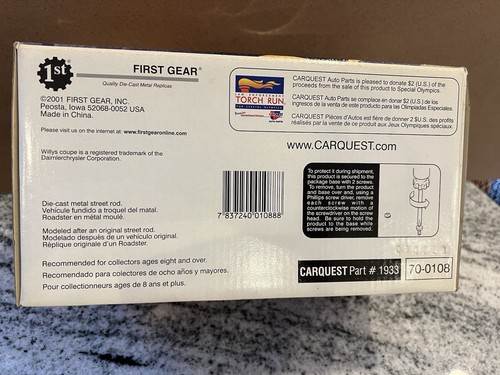 1st
FIRST GEAR®
Quality Die-Cast Metal Replicas
©2001 FIRST GEAR, INC.
Peosta, Iowa 52068-0052 USA
Made in China.
Please visit us on the internet at: www.firstgearonline.com
Willys coupe is a registered trademark of the
Daimlerchrysler Corporation.
Die-cast metal street rod.
Vehículo fundido a troquel del matal.
Roadster en métal moulé.
Modeled after an original street rod.
Modelado después de un vehículo original.
Réplique originale d'un Roadster.
Recommended for collectors ages eight and over.
Recomendado para colectores de ocho años y mayores.
Pour collectionneurs ages de 8 ans et plus.
LAW ENFORCEMENT
TORCH RUN
FOR SPECIAL OLYMPICS
CARQUEST Auto Parts is pleased to donate $2 (U.S.) of the
proceeds from the sale of this product to Special Olympics.
CARQUEST Auto Parts se complace en donar $2 (U.S.) de los
ingresos de la venta de este producto para las Olimpiadas Especiales.
CARQUEST Pièces d'Autos est fière de donner 2 $U.S. des profits
réalisés par la vente de ce produit aux Jeux Olympiques spéciaux.
www.CARQUEST.com
7 83724 00108 8
To protect it during shipment,
this product is secured to the
package base with 2 screws.
To remove, turn the product
and base over and, using a
Phillips screw driver, remove
each screw with a
counterclockwise motion of
the screwdriver on the screw
head. Be sure to hold to
product to the base while
screws are being removed.
CARQUEST Part # 1933
70-0108